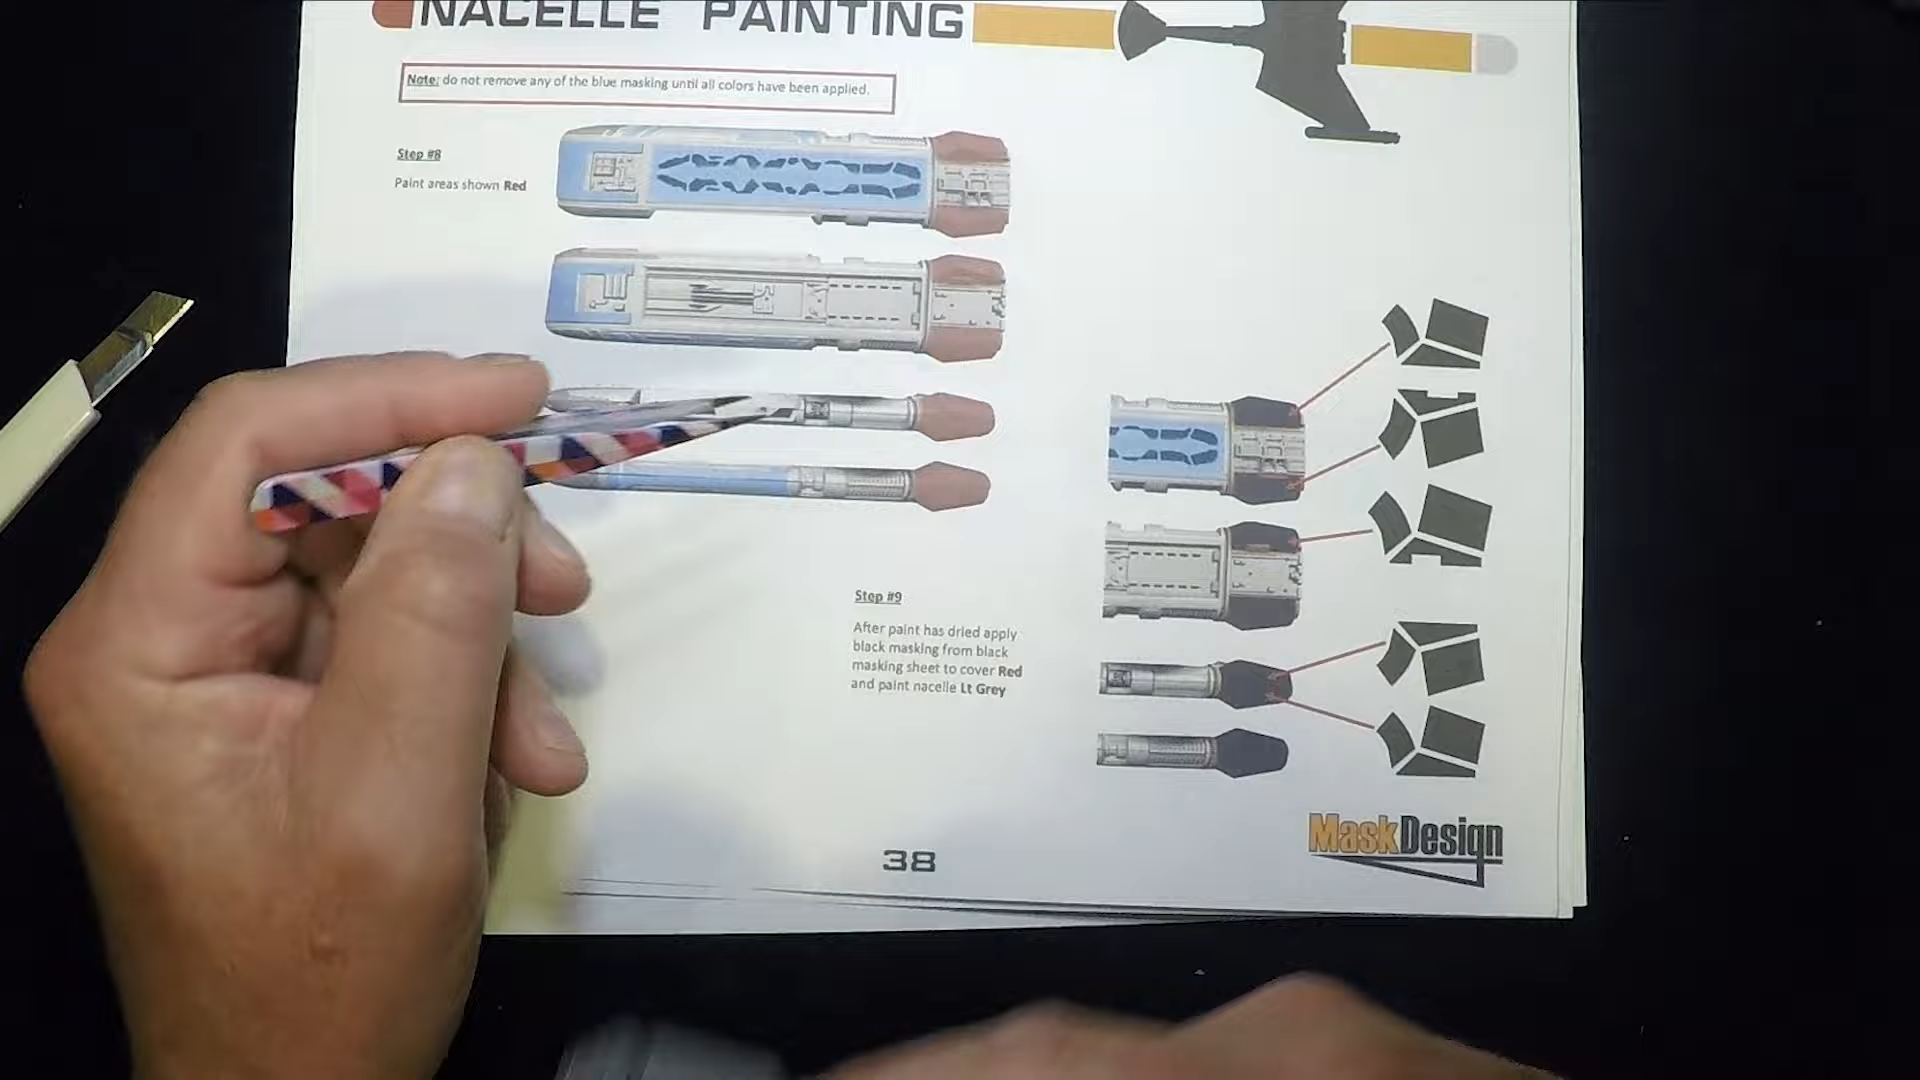 NACELLE PAINTING
Note: do not remove any of the blue masking until all colors have been applied.
Step #8
Paint areas shown Red
Step #9
After paint has dried apply
black masking from black
masking sheet to cover Red
and paint nacelle Lt Grey
MaskDesign
38